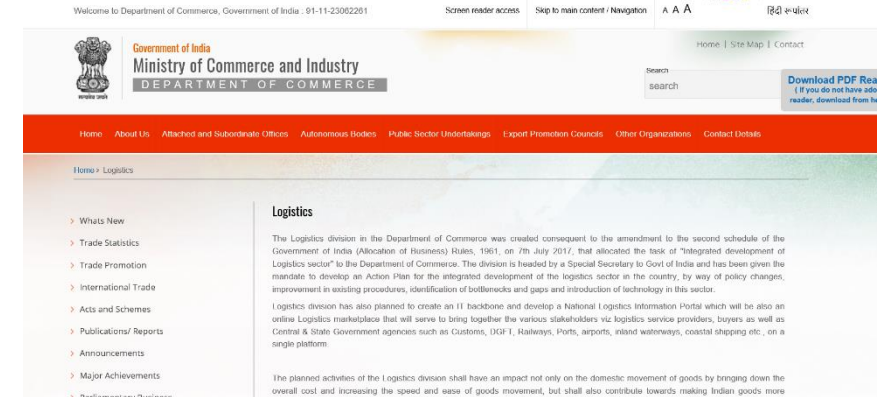 Welcome to Department of Commerce, Government of India : 91-11-23062261
Screen reader access
Skip to main content / Navigation
A A A
हिंदी रूपांतर
Home | Site Map | Contact
Government of India
Ministry of Commerce and Industry
DEPARTMENT OF COMMERCE
सत्यमेव जयते
Search
search
Download PDF Rea
( If you do not have ado
reader, download from he
Home About Us Attached and Subordinate Offices Autonomous Bodies Public Sector Undertakings Export Promotion Councils Other Organizations Contact Details
Home > Logistics
> Whats New
> Trade Statistics
> Trade Promotion
> International Trade
> Acts and Schemes
> Publications/ Reports
> Announcements
> Major Achievements
Logistics
The Logistics division in the Department of Commerce was created consequent to the amendment to the second schedule of the
Government of India (Allocation of Business) Rules, 1961, on 7th July 2017, that allocated the task of "Integrated development of
Logistics sector" to the Department of Commerce. The division is headed by a Special Secretary to Govt of India and has been given the
mandate to develop an Action Plan for the integrated development of the logistics sector in the country, by way of policy changes,
improvement in existing procedures, identification of bottlenecks and gaps and introduction of technology in this sector.
Logistics division has also planned to create an IT backbone and develop a National Logistics Information Portal which will be also an
online Logistics marketplace that will serve to bring together the various stakeholders viz logistics service providers, buyers as well as
Central & State Government agencies such as Customs, DGFT, Railways, Ports, airports, inland waterways, coastal shipping etc., on a
single platform.
The planned activities of the Logistics division shall have an impact not only on the domestic movement of goods by bringing down the
overall cost and increasing the speed and ease of goods movement, but shall also contribute towards making Indian goods more